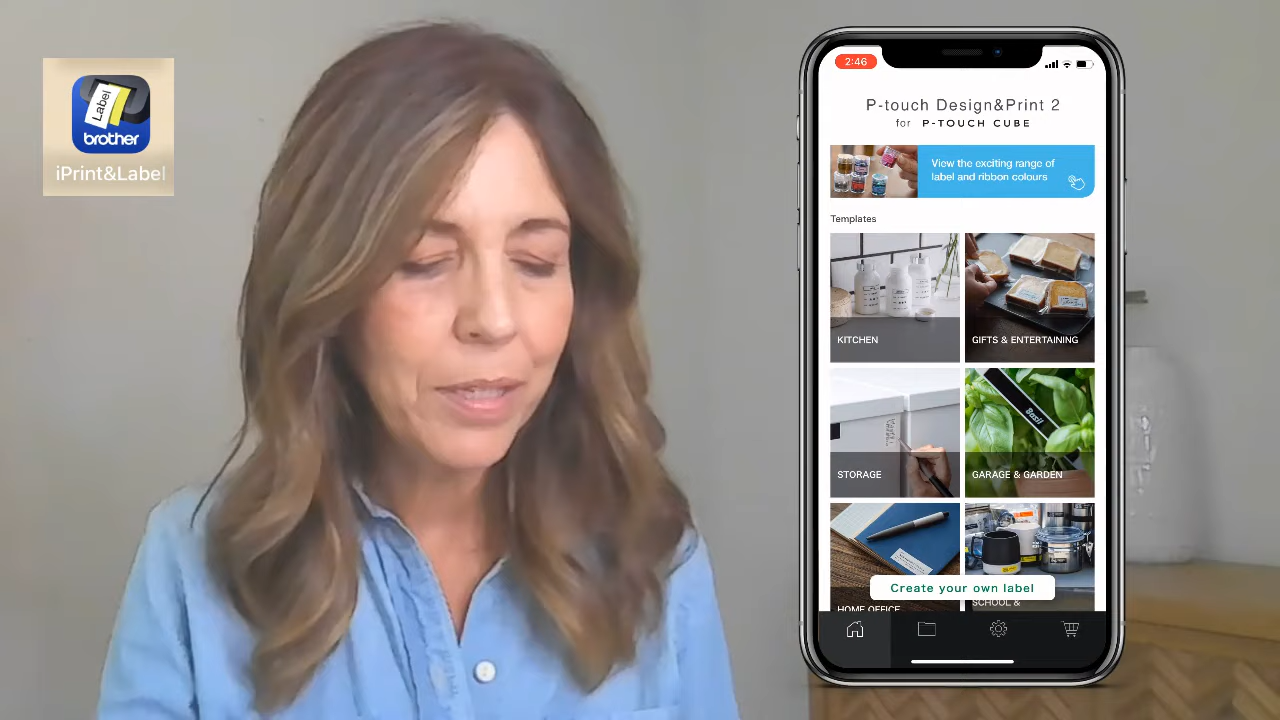 Label
brother
iPrint&Label
2:46
P-touch Design&Print 2
for P-TOUCH CUBE
View the exciting range of
label and ribbon colours
Templates
KITCHEN
GIFTS & ENTERTAINING
STORAGE
Basil
GARAGE & GARDEN
HOME OFFICE
SCHOOL &
Create your own label